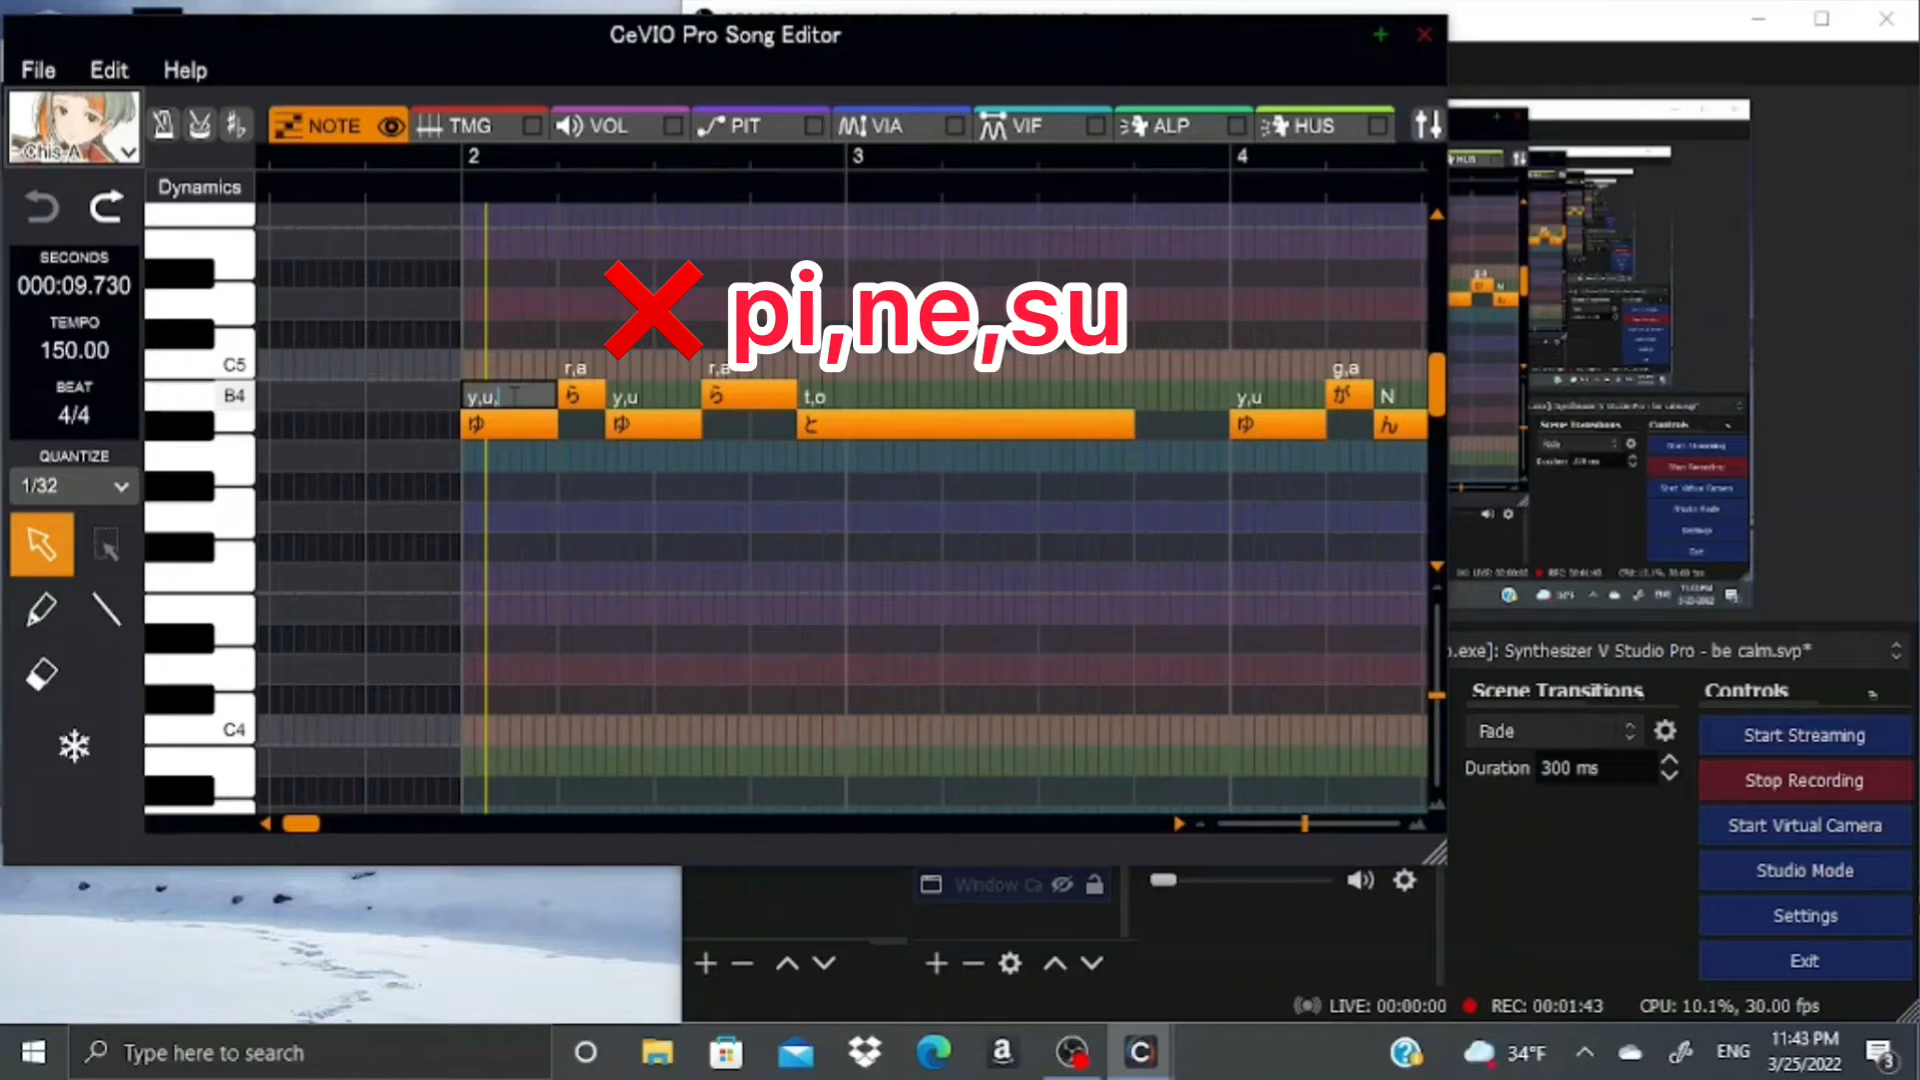 CeVIO Pro Song Editor
File Edit Help
Chis-A
NOTE TMG VOL PIT VIA VIF ALP HUS
2 3 4
Dynamics
SECONDS
000:09.730
TEMPO
150.00
BEAT
4/4
QUANTIZE
1/32
C5
B4
C4
❌ pi,ne,su
r,a r,a g,a
y,u, ら y,u ら t,o y,u が N
ゆ ゆ と ゆ ん
.exe]: Synthesizer V Studio Pro - be calm.svp*
Scene Transitions Controls
Fade
Duration 300 ms
Start Streaming
Stop Recording
Start Virtual Camera
Studio Mode
Settings
Exit
Window Ca
LIVE: 00:00:00 REC: 00:01:43 CPU: 10.1%, 30.00 fps
Type here to search
34°F
ENG
11:43 PM
3/25/2022
3